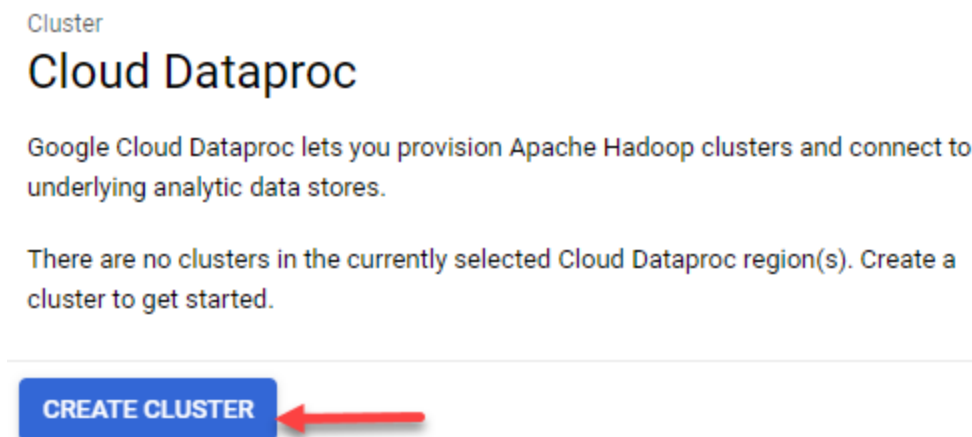 Cluster
Cloud Dataproc
Google Cloud Dataproc lets you provision Apache Hadoop clusters and connect to
underlying analytic data stores.
There are no clusters in the currently selected Cloud Dataproc region(s). Create a
cluster to get started.
CREATE CLUSTER